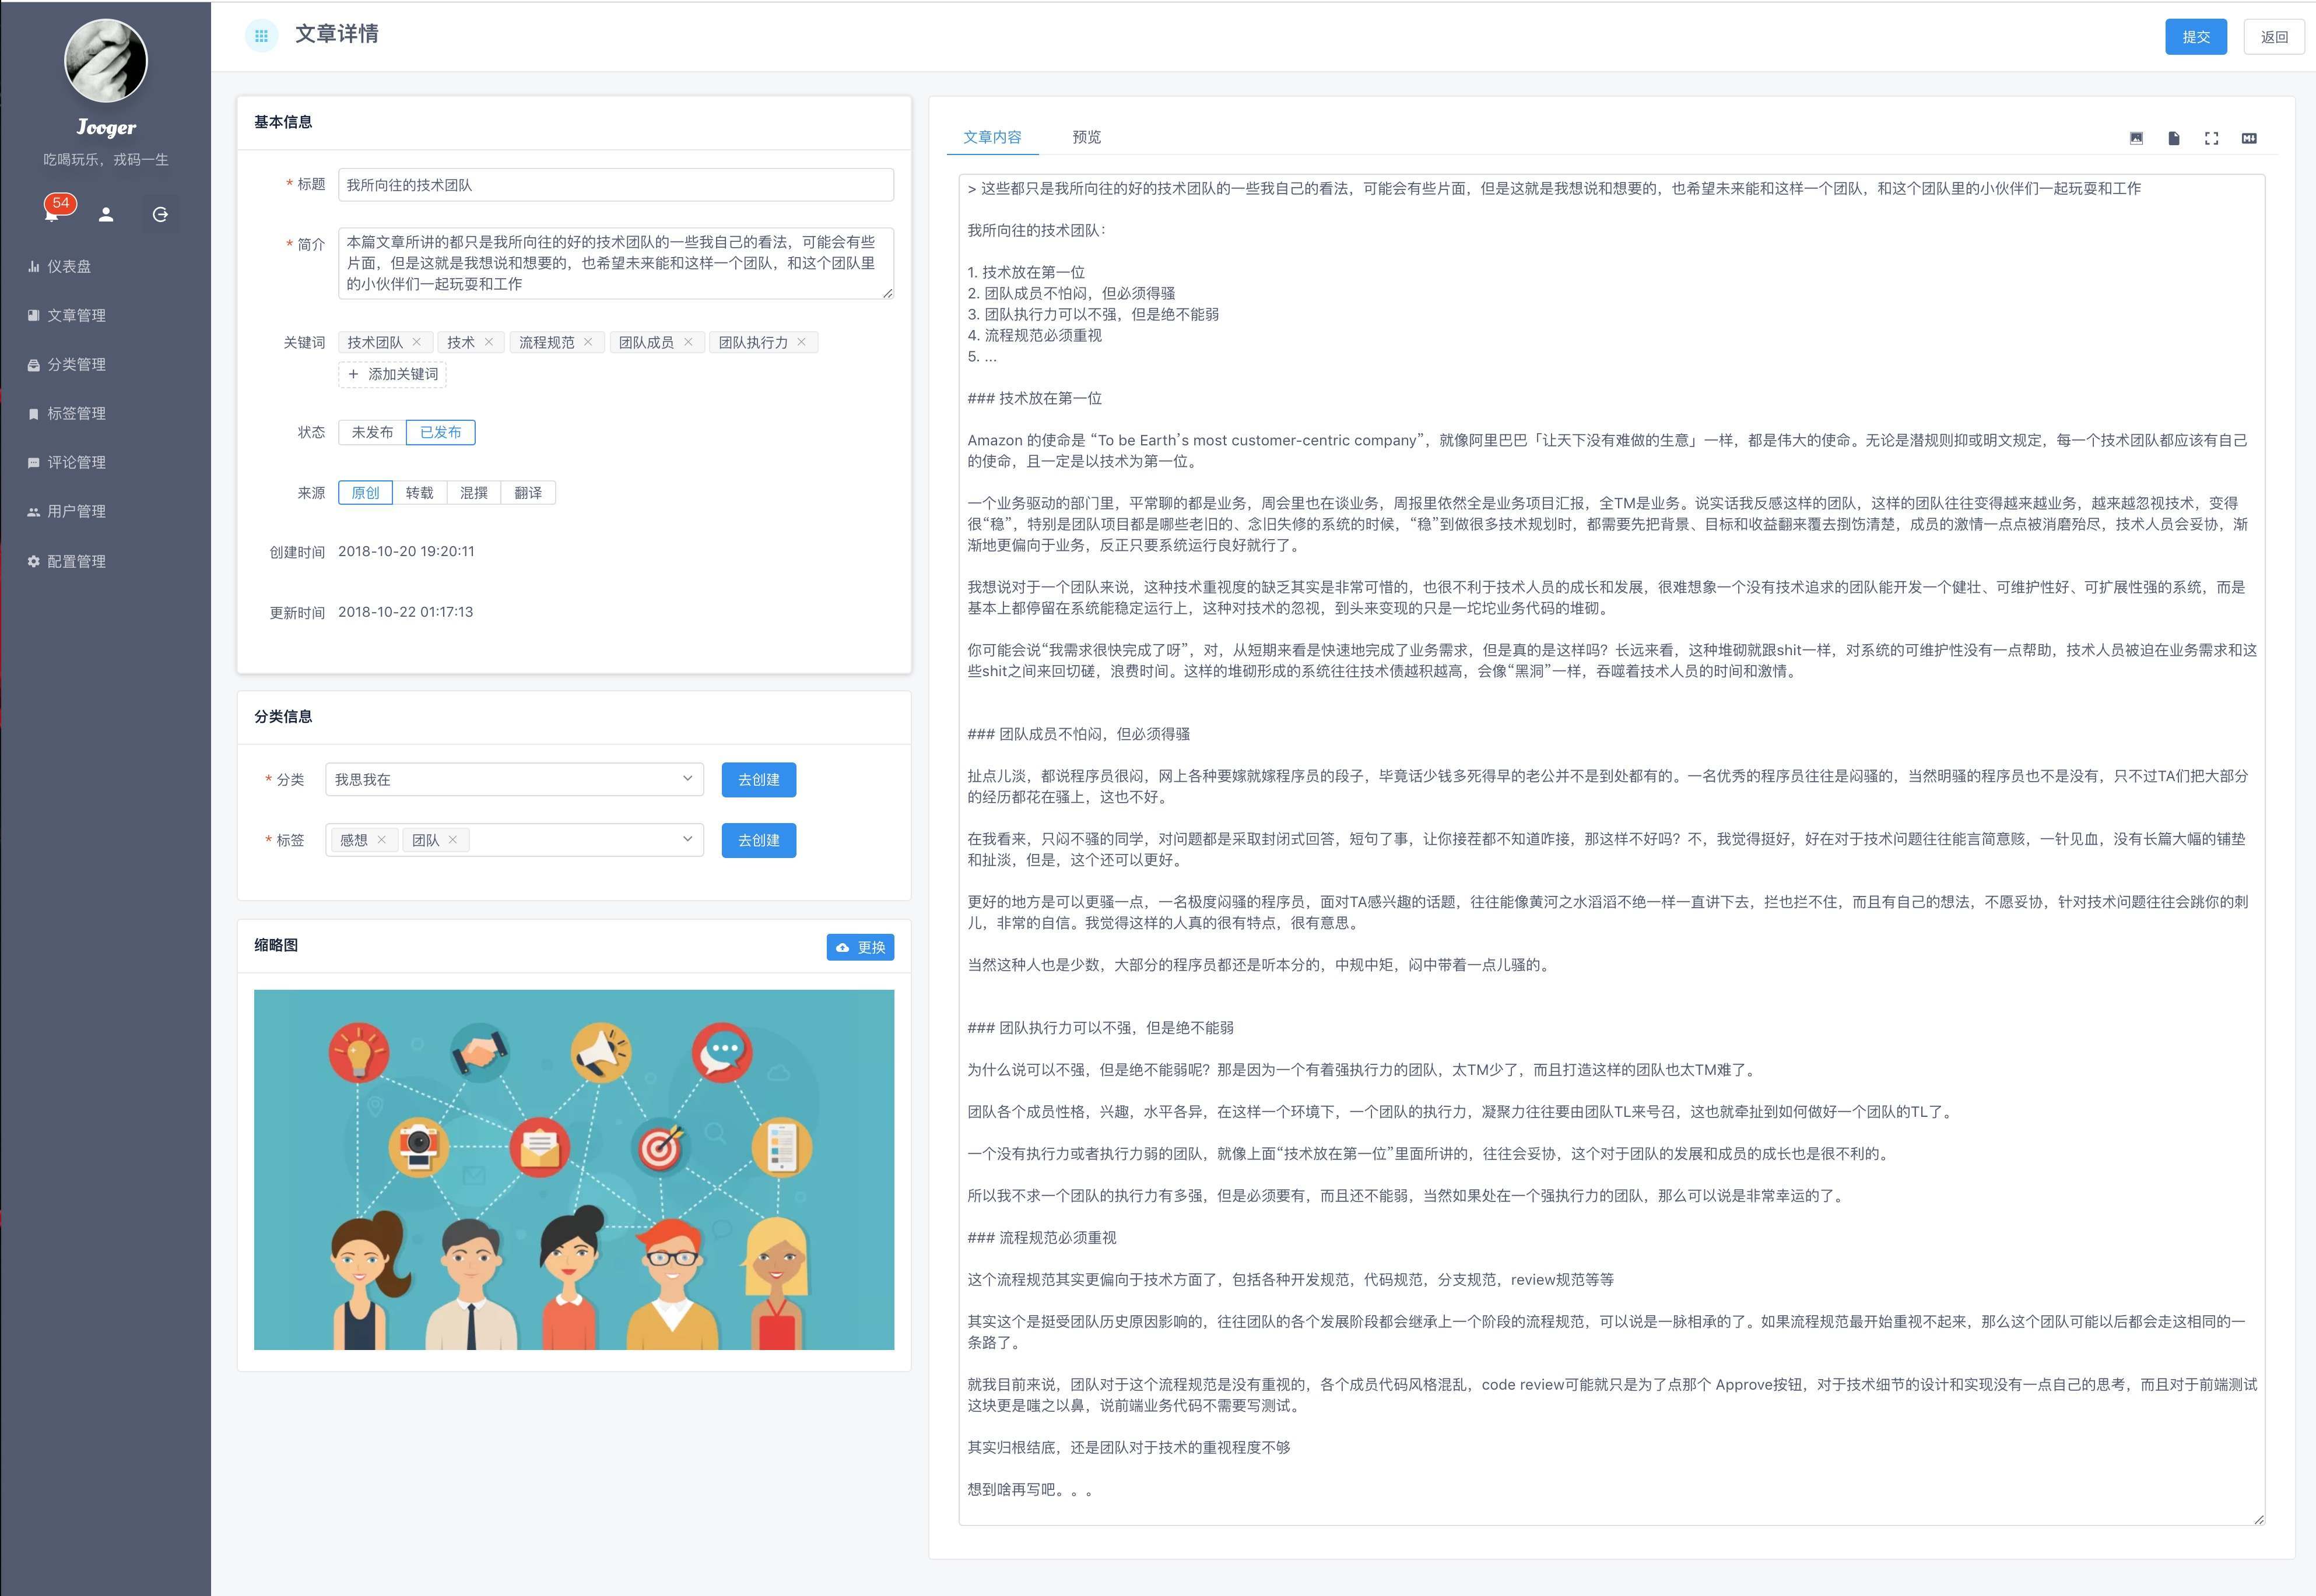 文章详情
提交
返回
Jooger
吃喝玩乐，戎码一生
54
仪表盘
文章管理
分类管理
标签管理
评论管理
用户管理
配置管理
基本信息
* 标题
我所向往的技术团队
* 简介
本篇文章所讲的都只是我所向往的好的技术团队的一些我自己的看法，可能会有些
片面，但是这就是我想说和想要的，也希望未来能和这样一个团队，和这个团队里
的小伙伴们一起玩耍和工作
关键词
技术团队 × 技术 × 流程规范 × 团队成员 × 团队执行力 ×
+ 添加关键词
状态
未发布 已发布
来源
原创 转载 混撰 翻译
创建时间 2018-10-20 19:20:11
更新时间 2018-10-22 01:17:13
分类信息
* 分类
我思我在
去创建
* 标签
感想 × 团队 ×
去创建
缩略图
更换
文章内容
预览
> 这些都只是我所向往的好的技术团队的一些我自己的看法，可能会有些片面，但是这就是我想说和想要的，也希望未来能和这样一个团队，和这个团队里的小伙伴们一起玩耍和工作
我所向往的技术团队：
1. 技术放在第一位
2. 团队成员不怕闷，但必须得骚
3. 团队执行力可以不强，但是绝不能弱
4. 流程规范必须重视
5. ...
### 技术放在第一位
Amazon 的使命是 “To be Earth’s most customer-centric company”，就像阿里巴巴「让天下没有难做的生意」一样，都是伟大的使命。无论是潜规则抑或明文规定，每一个技术团队都应该有自己
的使命，且一定是以技术为第一位。
一个业务驱动的部门里，平常聊的都是业务，周会里也在谈业务，周报里依然全是业务项目汇报，全TM是业务。说实话我反感这样的团队，这样的团队往往变得越来越业务，越来越忽视技术，变得
很“稳”，特别是团队项目都是哪些老旧的、念旧失修的系统的时候，“稳”到做很多技术规划时，都需要先把背景、目标和收益翻来覆去捯饬清楚，成员的激情一点点被消磨殆尽，技术人员会妥协，渐
渐地更偏向于业务，反正只要系统运行良好就行了。
我想说对于一个团队来说，这种技术重视度的缺乏其实是非常可惜的，也很不利于技术人员的成长和发展，很难想象一个没有技术追求的团队能开发一个健壮、可维护性好、可扩展性强的系统，而是
基本上都停留在系统能稳定运行上，这种对技术的忽视，到头来变现的只是一坨坨业务代码的堆砌。
你可能会说“我需求很快完成了呀”，对，从短期来看是快速地完成了业务需求，但是真的是这样吗？长远来看，这种堆砌就跟shit一样，对系统的可维护性没有一点帮助，技术人员被迫在业务需求和这
些shit之间来回切磋，浪费时间。这样的堆砌形成的系统往往技术债越积越高，会像“黑洞”一样，吞噬着技术人员的时间和激情。
### 团队成员不怕闷，但必须得骚
扯点儿淡，都说程序员很闷，网上各种要嫁就嫁程序员的段子，毕竟话少钱多死得早的老公并不是到处都有的。一名优秀的程序员往往是闷骚的，当然明骚的程序员也不是没有，只不过TA们把大部分
的经历都花在骚上，这也不好。
在我看来，只闷不骚的同学，对问题都是采取封闭式回答，短句了事，让你接茬都不知道咋接，那这样不好吗？不，我觉得挺好，好在对于技术问题往往能言简意赅，一针见血，没有长篇大幅的铺垫
和扯淡，但是，这个还可以更好。
更好的地方是可以更骚一点，一名极度闷骚的程序员，面对TA感兴趣的话题，往往能像黄河之水滔滔不绝一样一直讲下去，拦也拦不住，而且有自己的想法，不愿妥协，针对技术问题往往会跳你的刺
儿，非常的自信。我觉得这样的人真的很有特点，很有意思。
当然这种人也是少数，大部分的程序员都还是听本分的，中规中矩，闷中带着一点儿骚的。
### 团队执行力可以不强，但是绝不能弱
为什么说可以不强，但是绝不能弱呢？那是因为一个有着强执行力的团队，太TM少了，而且打造这样的团队也太TM难了。
团队各个成员性格，兴趣，水平各异，在这样一个环境下，一个团队的执行力，凝聚力往往要由团队TL来号召，这也就牵扯到如何做好一个团队的TL了。
一个没有执行力或者执行力弱的团队，就像上面“技术放在第一位”里面所讲的，往往会妥协，这个对于团队的发展和成员的成长也是很不利的。
所以我不求一个团队的执行力有多强，但是必须要有，而且还不能弱，当然如果处在一个强执行力的团队，那么可以说是非常幸运的了。
### 流程规范必须重视
这个流程规范其实更偏向于技术方面了，包括各种开发规范，代码规范，分支规范，review规范等等
其实这个是挺受团队历史原因影响的，往往团队的各个发展阶段都会继承上一个阶段的流程规范，可以说是一脉相承的了。如果流程规范最开始重视不起来，那么这个团队可能以后都会走这相同的一
条路了。
就我目前来说，团队对于这个流程规范是没有重视的，各个成员代码风格混乱，code review可能就只是为了点那个 Approve按钮，对于技术细节的设计和实现没有一点自己的思考，而且对于前端测试
这块更是嗤之以鼻，说前端业务代码不需要写测试。
其实归根结底，还是团队对于技术的重视程度不够
想到啥再写吧。。。